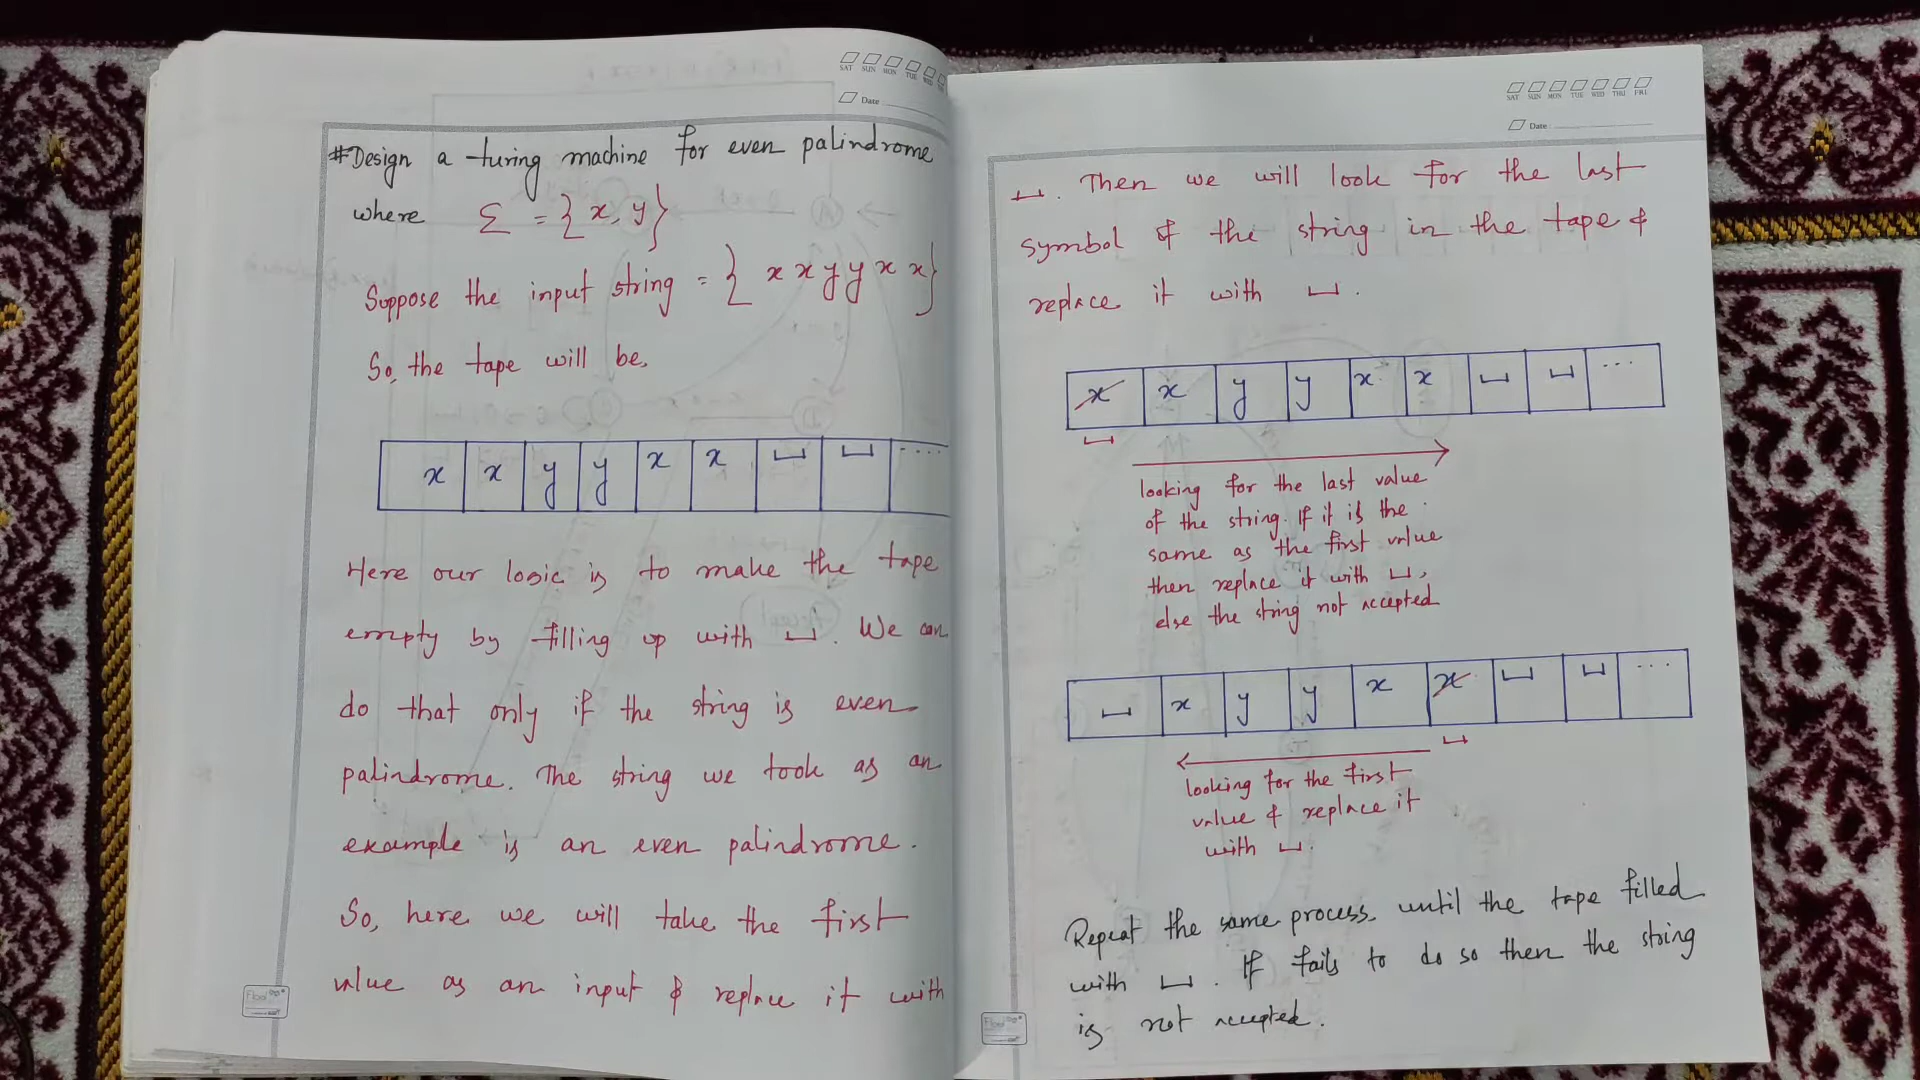 SAT SUN MON TUE WED
Date
#Design a turing machine for even palindrome
where Σ = { x, y}
Suppose the input string = { x x y y x x}
So, the tape will be,
x x y y x x ⊔ ⊔ ....
Here our logic is to make the tape
empty by filling up with ⊔. We can
do that only if the string is even
palindrome. The string we took as an
example is an even palindrome.
So, here we will take the first
value as an input & replace it with
SAT SUN MON TUE WED THU FRI
Date
⊔. Then we will look for the last
symbol of the string in the tape &
replace it with ⊔.
x x y y x x ⊔ ⊔ ...
⊔
looking for the last value
of the string. If it is the
same as the first value
then replace it with ⊔,
else the string not accepted
⊔ x y y x x ⊔ ⊔ ...
⊔
looking for the first
value & replace it
with ⊔.
Repeat the same process until the tape filled
with ⊔. If fails to do so then the string
is not accepted.